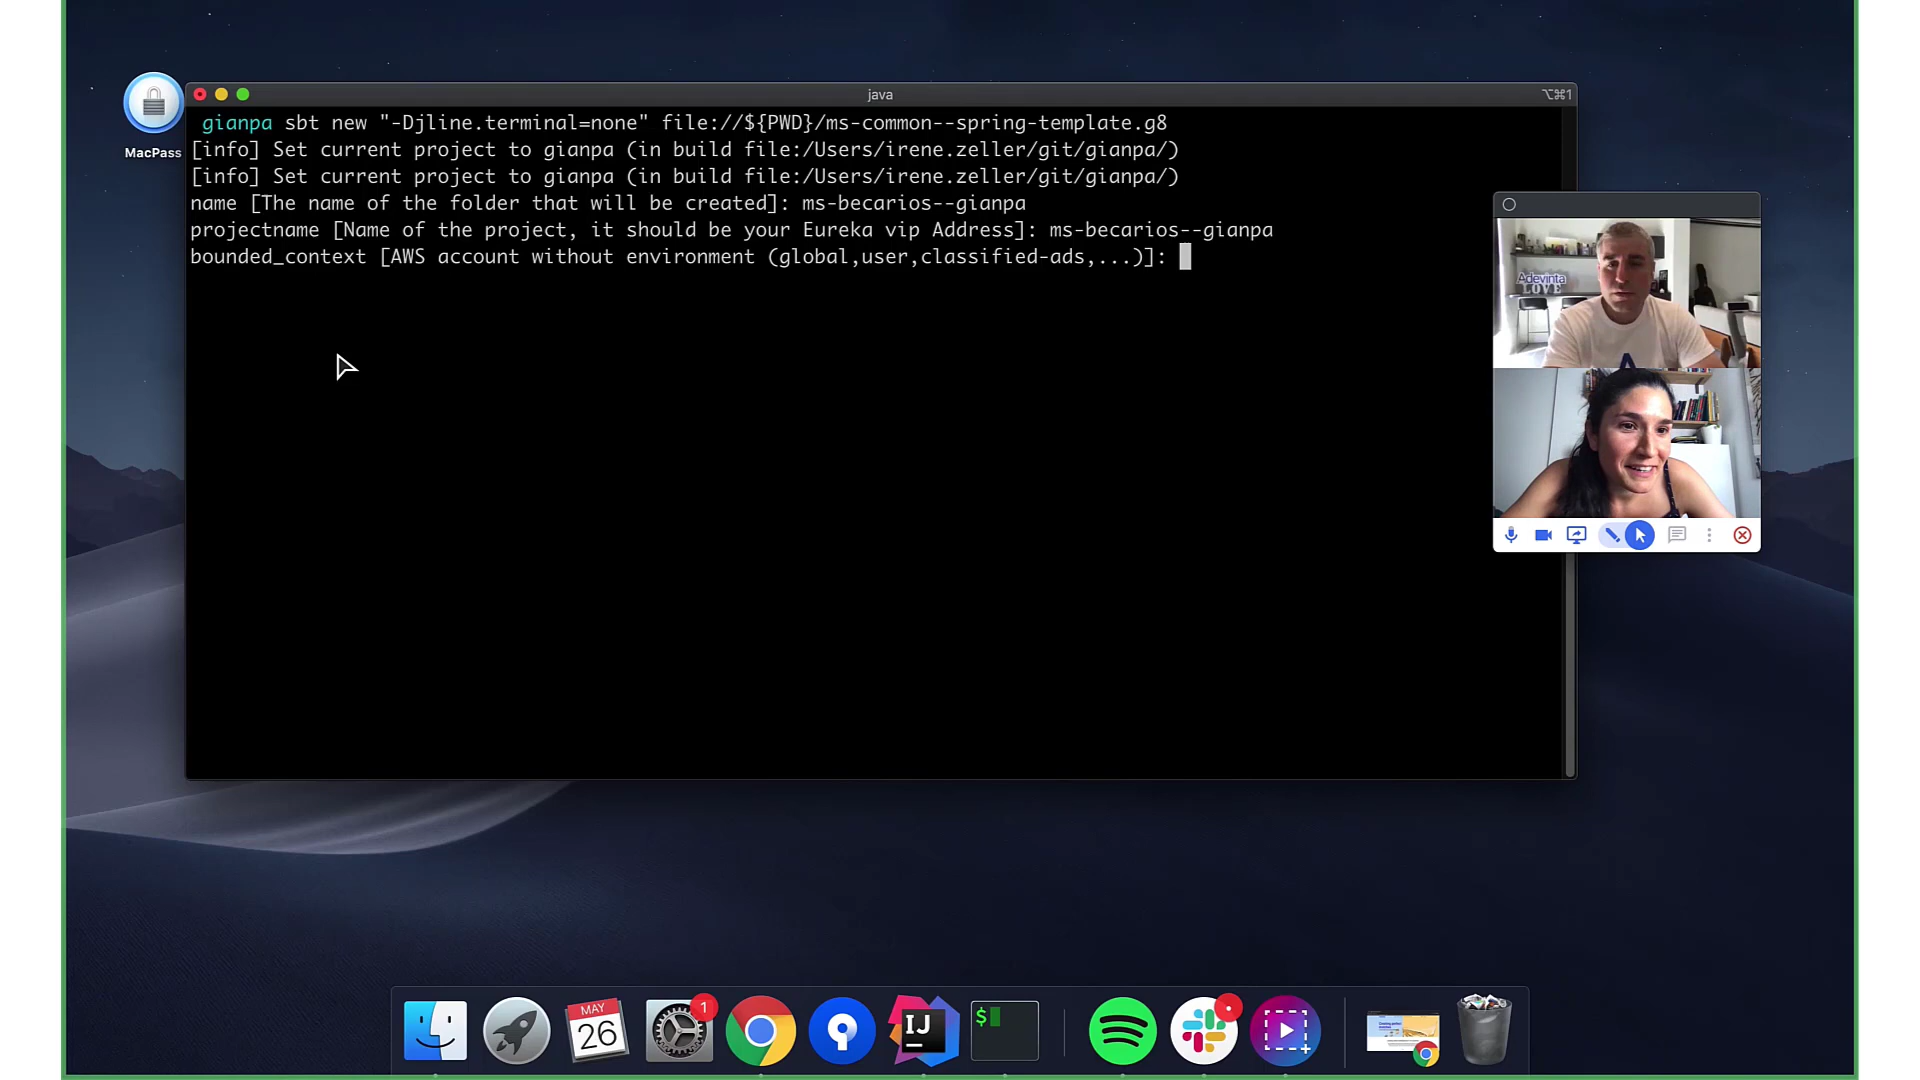 java
⌥⌘1
gianpa sbt new "-Djline.terminal=none" file://${PWD}/ms-common--spring-template.g8
[info] Set current project to gianpa (in build file:/Users/irene.zeller/git/gianpa/)
[info] Set current project to gianpa (in build file:/Users/irene.zeller/git/gianpa/)
name [The name of the folder that will be created]: ms-becarios--gianpa
projectname [Name of the project, it should be your Eureka vip Address]: ms-becarios--gianpa
bounded_context [AWS account without environment (global,user,classified-ads,...)]:
MacPass
Adevinta
LOVE
MAY
26
1
IJ
$